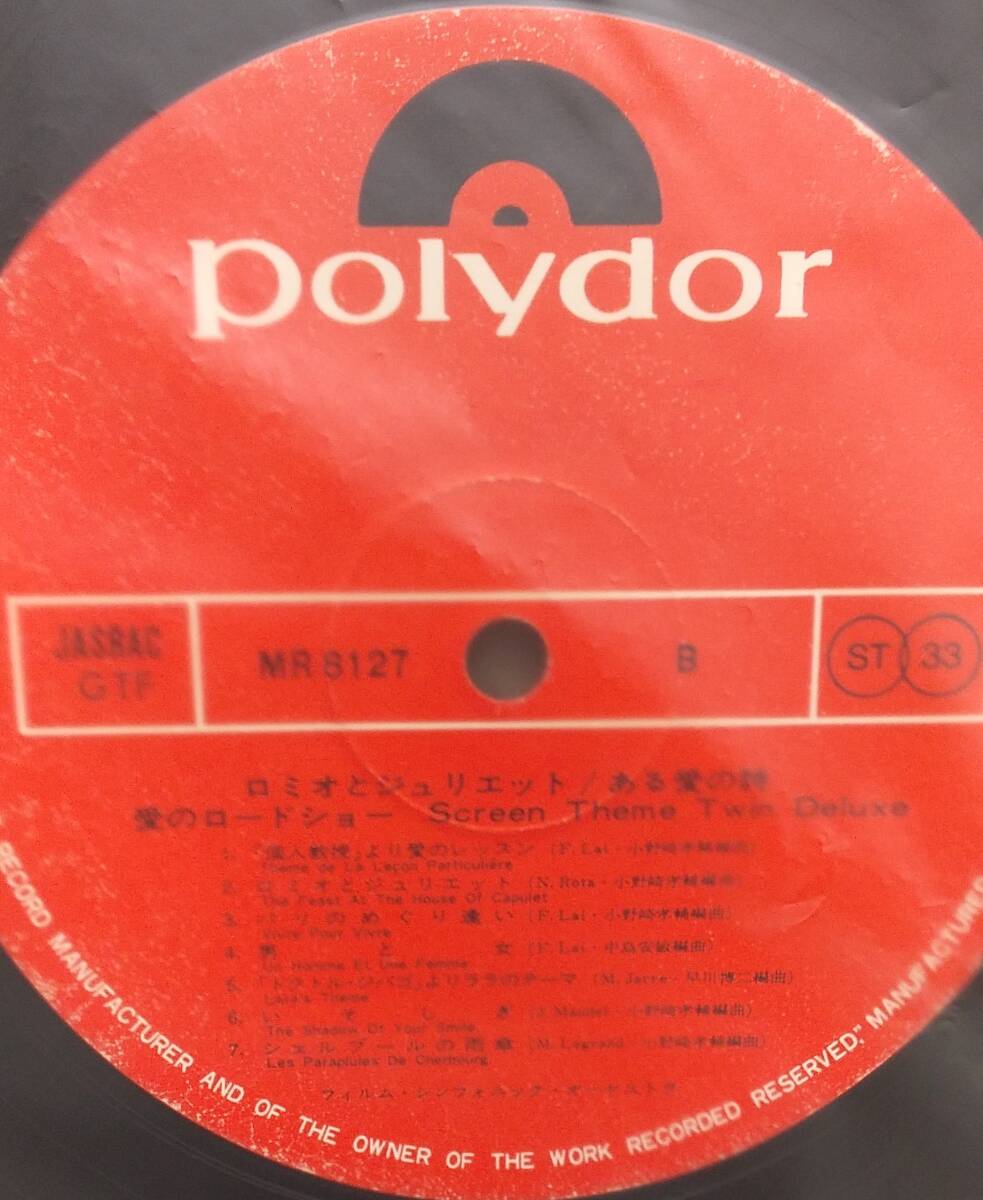 polydor
JASRAC
GTF
MR 8127
B
ST 33
ロミオとジュリエット / ある愛の詩
愛のロードショー Screen Theme Twin Deluxe
1. 「個人教授」より愛のレッスン (F. Lai・小野崎孝輔編曲)
Theme de La Leçon Particulière
2. ロミオとジュリエット (N. Rota・小野崎孝輔編曲)
The Feast At The House Of Capulet
3. パリのめぐり逢い (F. Lai・小野崎孝輔編曲)
Vivre Pour Vivre
4. 男と女 (F. Lai・中島安敏編曲)
Un Homme Et Une Femme
5. 「ドクトル・ジバゴ」よりララのテーマ (M. Jarre・早川博二編曲)
Lara's Theme
6. いそしぎ (J. Mandel・小野崎孝輔編曲)
The Shadow Of Your Smile
7. シェルブールの雨傘 (M. Legrand・小野崎孝輔編曲)
Les Parapluies De Cherbourg
フィルム・シンフォニック・オーケストラ
RECORD MANUFACTURER AND OF THE OWNER OF THE WORK RECORDED RESERVED," MANUFACTURED